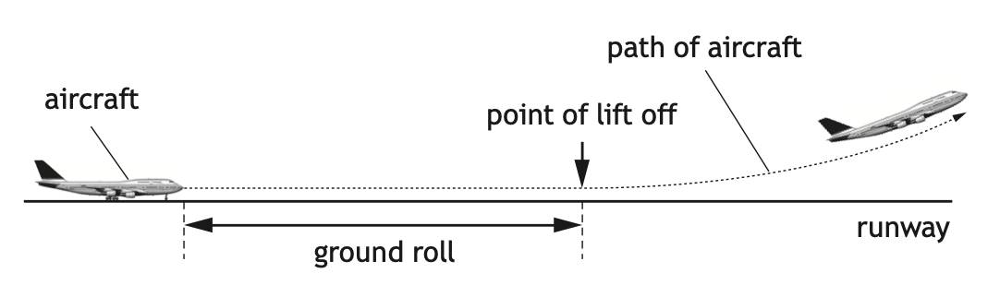 path of aircraft
aircraft
point of lift off
runway
ground roll